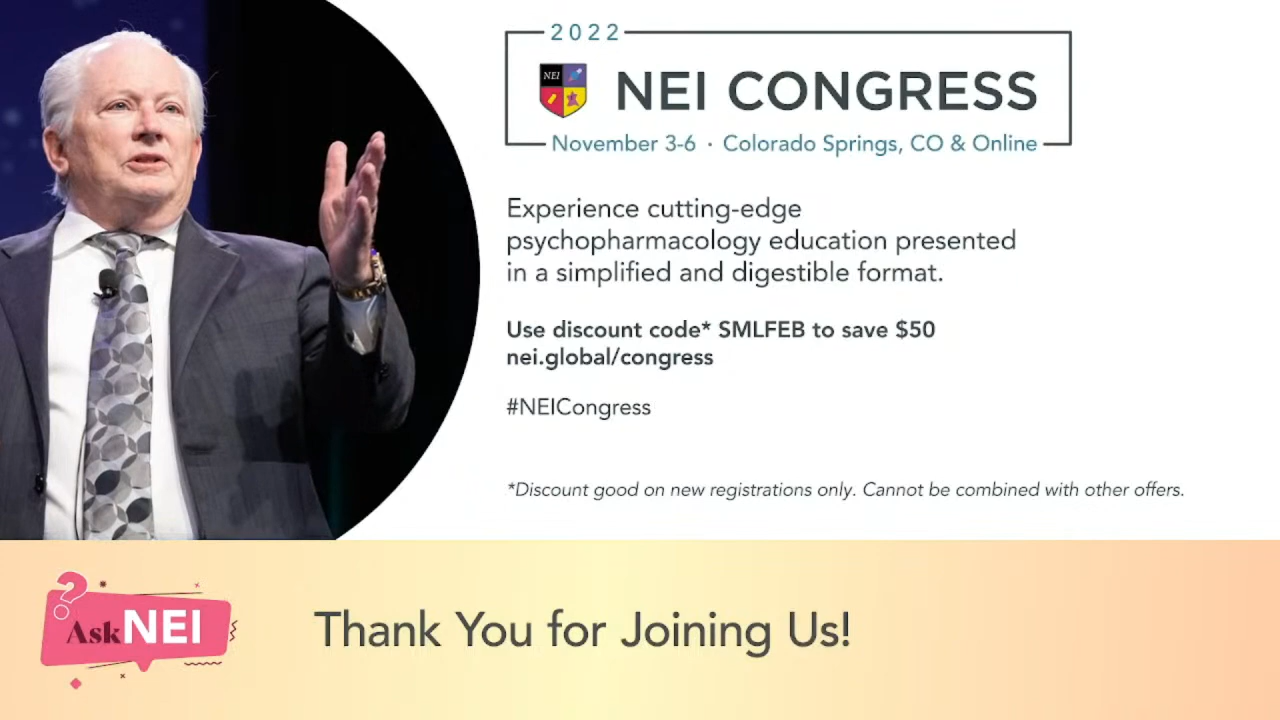 2022
NEI
NEI CONGRESS
November 3-6 · Colorado Springs, CO & Online
Experience cutting-edge
psychopharmacology education presented
in a simplified and digestible format.
Use discount code* SMLFEB to save $50
nei.global/congress
#NEICongress
*Discount good on new registrations only. Cannot be combined with other offers.
?
Ask NEI
Thank You for Joining Us!